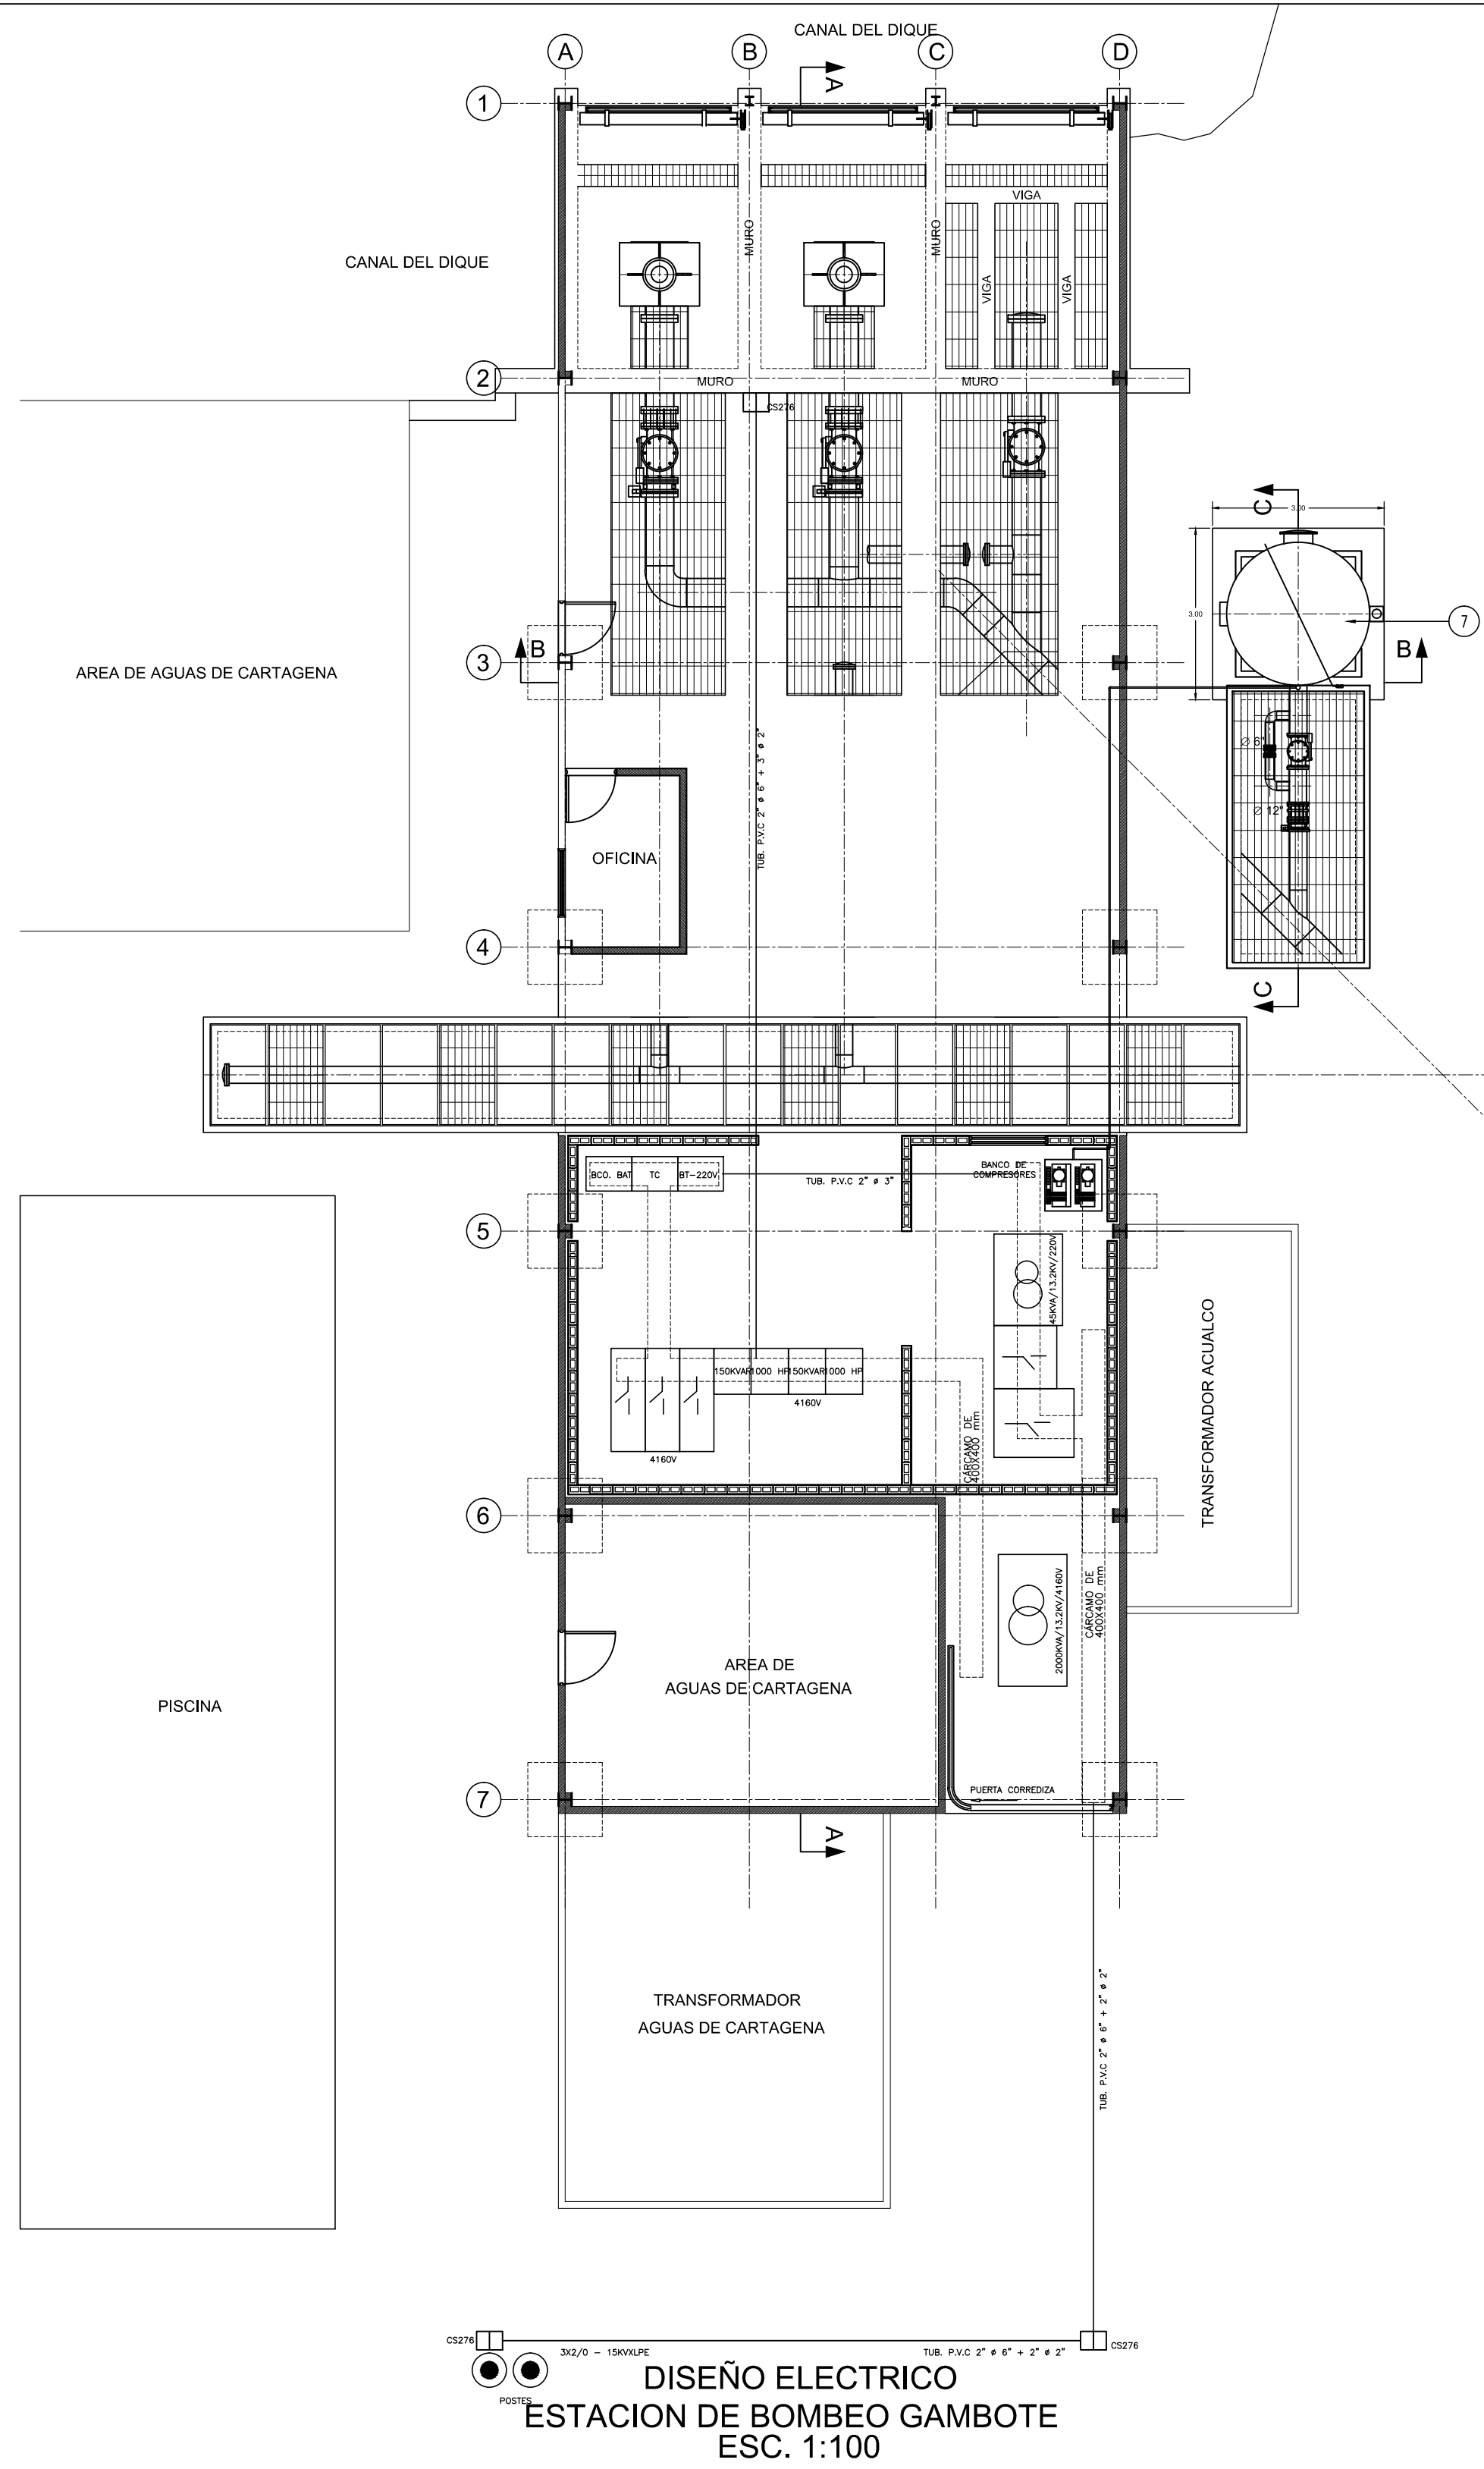 CANAL DEL DIQUE
A
B
C
D
A
1
VIGA
MURO
MURO
CANAL DEL DIQUE
VIGA
VIGA
2
MURO
MURO
CS276
C
3.00
3.00
7
B
B
3
AREA DE AGUAS DE CARTAGENA
TUB. P.V.C 2" ø 6" + 3" ø 2"
Ø 6"
Ø 12"
OFICINA
4
C
BCO. BAT
TC
BT-220V
TUB. P.V.C 2" ø 3"
BANCO DE
COMPRESORES
5
45KVA/13.2KV/220V
TRANSFORMADOR ACUALCO
150KVAR
1000 HP
150KVAR
1000 HP
4160V
4160V
CÁRCAMO DE
400X400 mm
6
2000KVA/13.2KV/4160V
CÁRCAMO DE
400X400 mm
AREA DE
AGUAS DE CARTAGENA
PISCINA
PUERTA CORREDIZA
7
A
TRANSFORMADOR
AGUAS DE CARTAGENA
TUB. P.V.C 2" ø 6" + 2" ø 2"
CS276
3X2/0 - 15KVXLPE
TUB. P.V.C 2" ø 6" + 2" ø 2"
CS276
POSTES
DISEÑO ELECTRICO
ESTACION DE BOMBEO GAMBOTE
ESC. 1:100